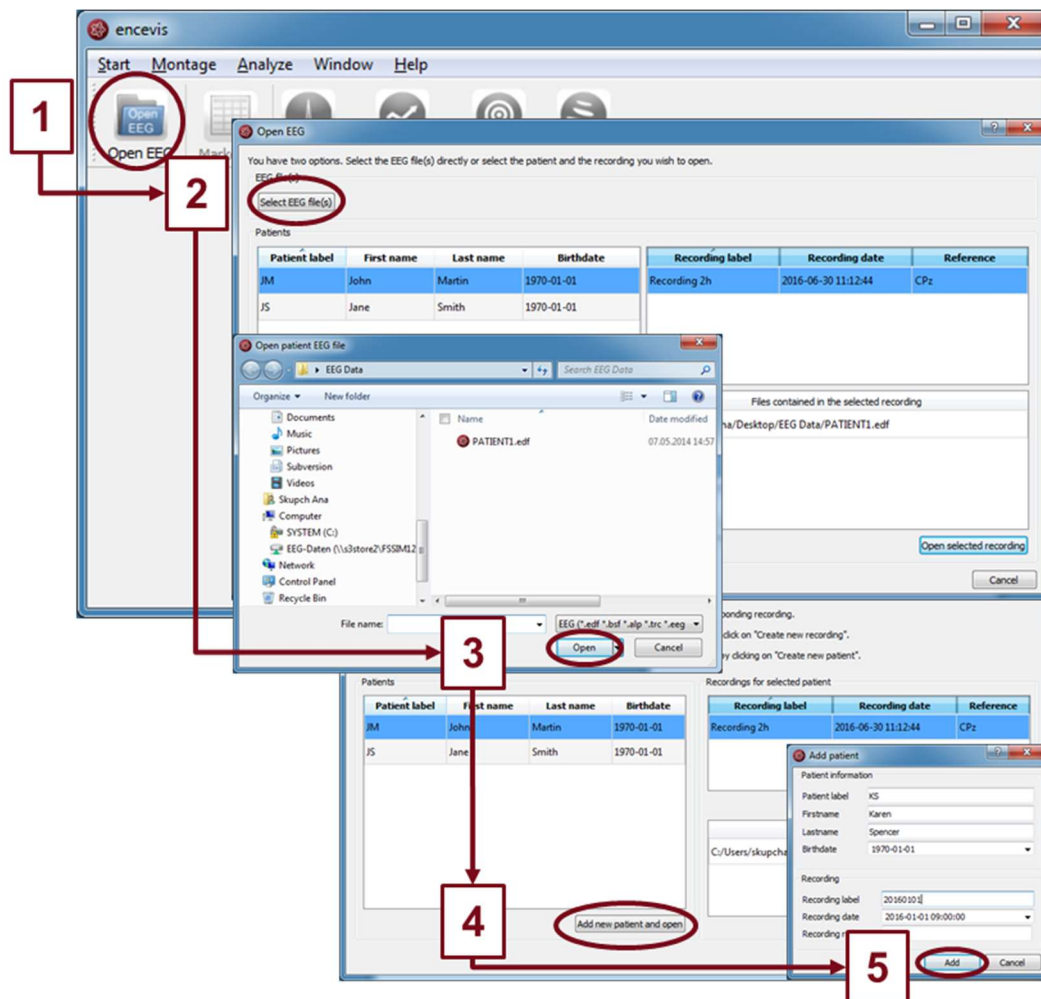 encevis
Start Montage Analyze Window Help
1
Open EEG
Open EEG
Open EEG
2
You have two options. Select the EEG file(s) directly or select the patient and the recording you wish to open.
EEG file(s)
Select EEG file(s)
Patients
Patient label First name Last name Birthdate Recording label Recording date Reference
JM John Martin 1970-01-01 Recording 2h 2016-06-30 11:12:44 CPz
JS Jane Smith 1970-01-01
Open patient EEG file
EEG Data Search EEG Data
Organize New folder
Files contained in the selected recording
Documents Name Date modified
Music
/Desktop/EEG Data/PATIENT1.edf
Pictures PATIENT1.edf 07.05.2014 14:57
Subversion
Videos
Skupch Ana
Computer
SYSTEM (C:)
EEG-Daten (\\s3store2\FSSIM12
Open selected recording
Network
Control Panel
Cancel
Recycle Bin
recording.
File name: EEG (*.edf *.bsf *.alp *.trc *.eeg
click on "Create new recording".
3
Open Cancel
by clicking on "Create new patient".
Patients Recordings for selected patient
Patient label First name Last name Birthdate Recording label Recording date Reference
JM John Martin 1970-01-01 Recording 2h 2016-06-30 11:12:44 CPz
JS Jane Smith 1970-01-01
Add patient
Patient information
Patient label KS
Firstname Karen
Lastname Spencer
Birthdate 1970-01-01
C:/Users/skupcha
Recording
Recording label 20160101
4
Recording date 2016-01-01 09:00:00
Add new patient and open
Recording
5
Add Cancel